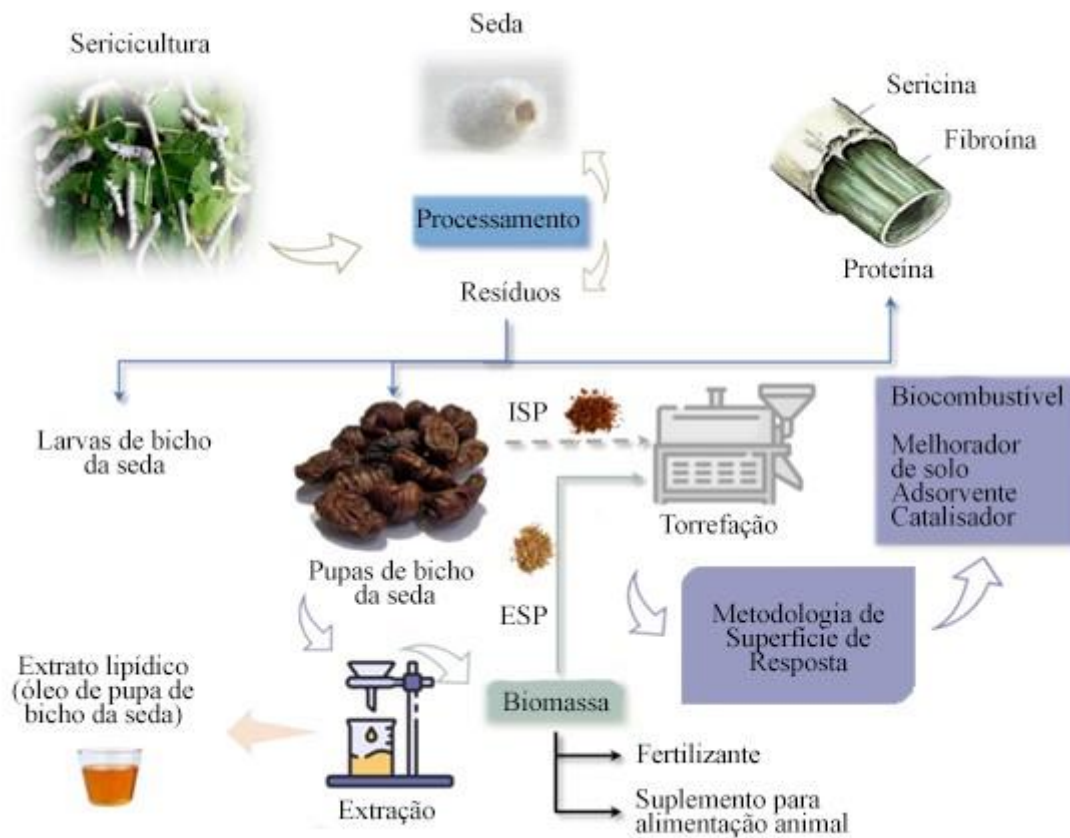 Sericicultura
Seda
Sericina
Fibroína
Processamento
Proteína
Resíduos
Larvas de bicho
da seda
Pupas de bicho
da seda
ISP
ESP
Torrefação
Biocombustível
Melhorador
de solo
Adsorvente
Catalisador
Metodologia de
Superfície de
Resposta
Extrato lipídico
(óleo de pupa de
bicho da seda)
Extração
Biomassa
Fertilizante
Suplemento para
alimentação animal